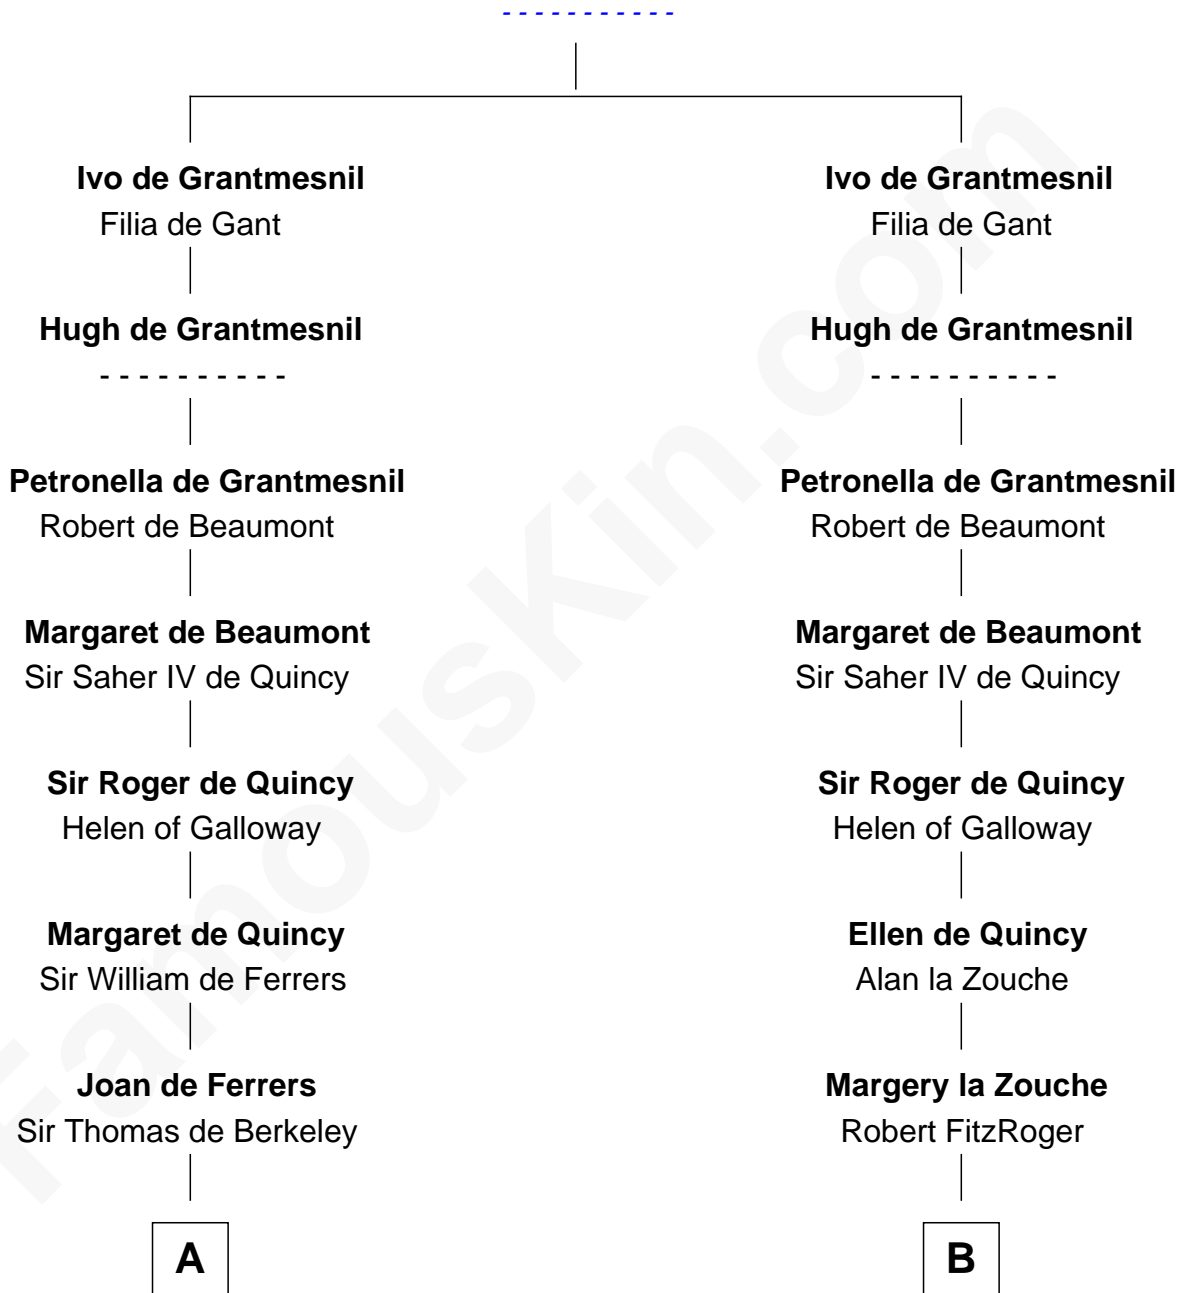 - - - - - - - - - - -
Ivo de Grantmesnil
Filia de Gant
Hugh de Grantmesnil
- - - - - - - - - -
Petronella de Grantmesnil
Robert de Beaumont
Margaret de Beaumont
Sir Saher IV de Quincy
Sir Roger de Quincy
Helen of Galloway
Margaret de Quincy
Sir William de Ferrers
Joan de Ferrers
Sir Thomas de Berkeley
A
Ivo de Grantmesnil
Filia de Gant
Hugh de Grantmesnil
- - - - - - - - - -
Petronella de Grantmesnil
Robert de Beaumont
Margaret de Beaumont
Sir Saher IV de Quincy
Sir Roger de Quincy
Helen of Galloway
Ellen de Quincy
Alan la Zouche
Margery la Zouche
Robert FitzRoger
B
FamousKin.com